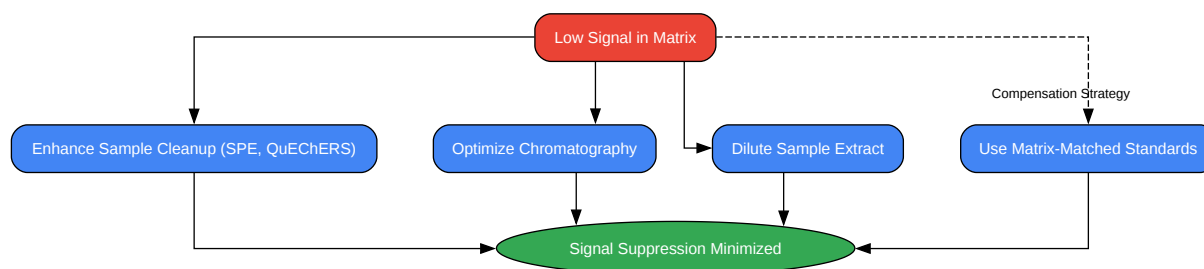 Low Signal in Matrix
Compensation Strategy
Enhance Sample Cleanup (SPE, QuEChERS)
Optimize Chromatography
Dilute Sample Extract
Use Matrix-Matched Standards
Signal Suppression Minimized